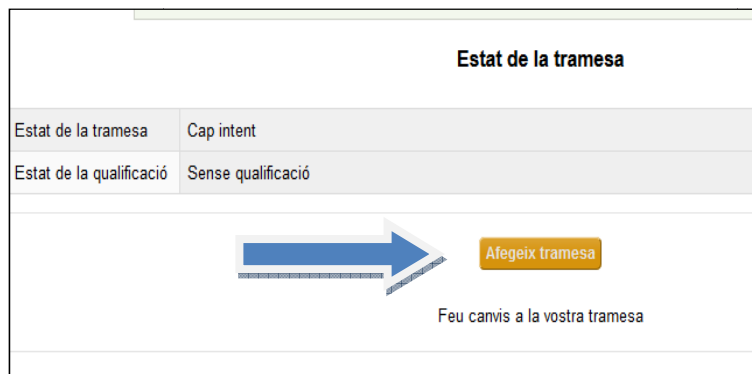 Estat de la tramesa
Estat de la tramesa Cap intent
Estat de la qualificació Sense qualificació
Afegeix tramesa
Feu canvis a la vostra tramesa